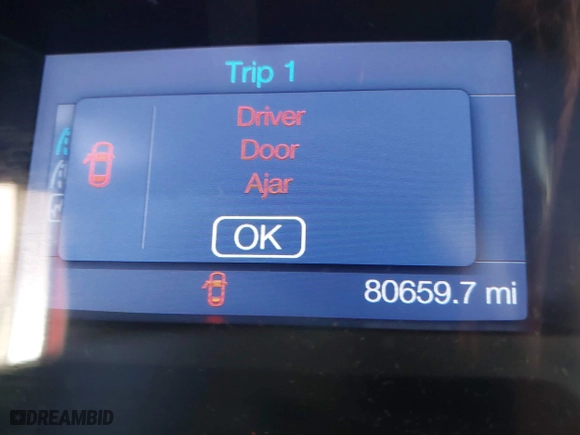 Trip 1
Driver
Door
Ajar
OK
80659.7 mi
DREAMBID